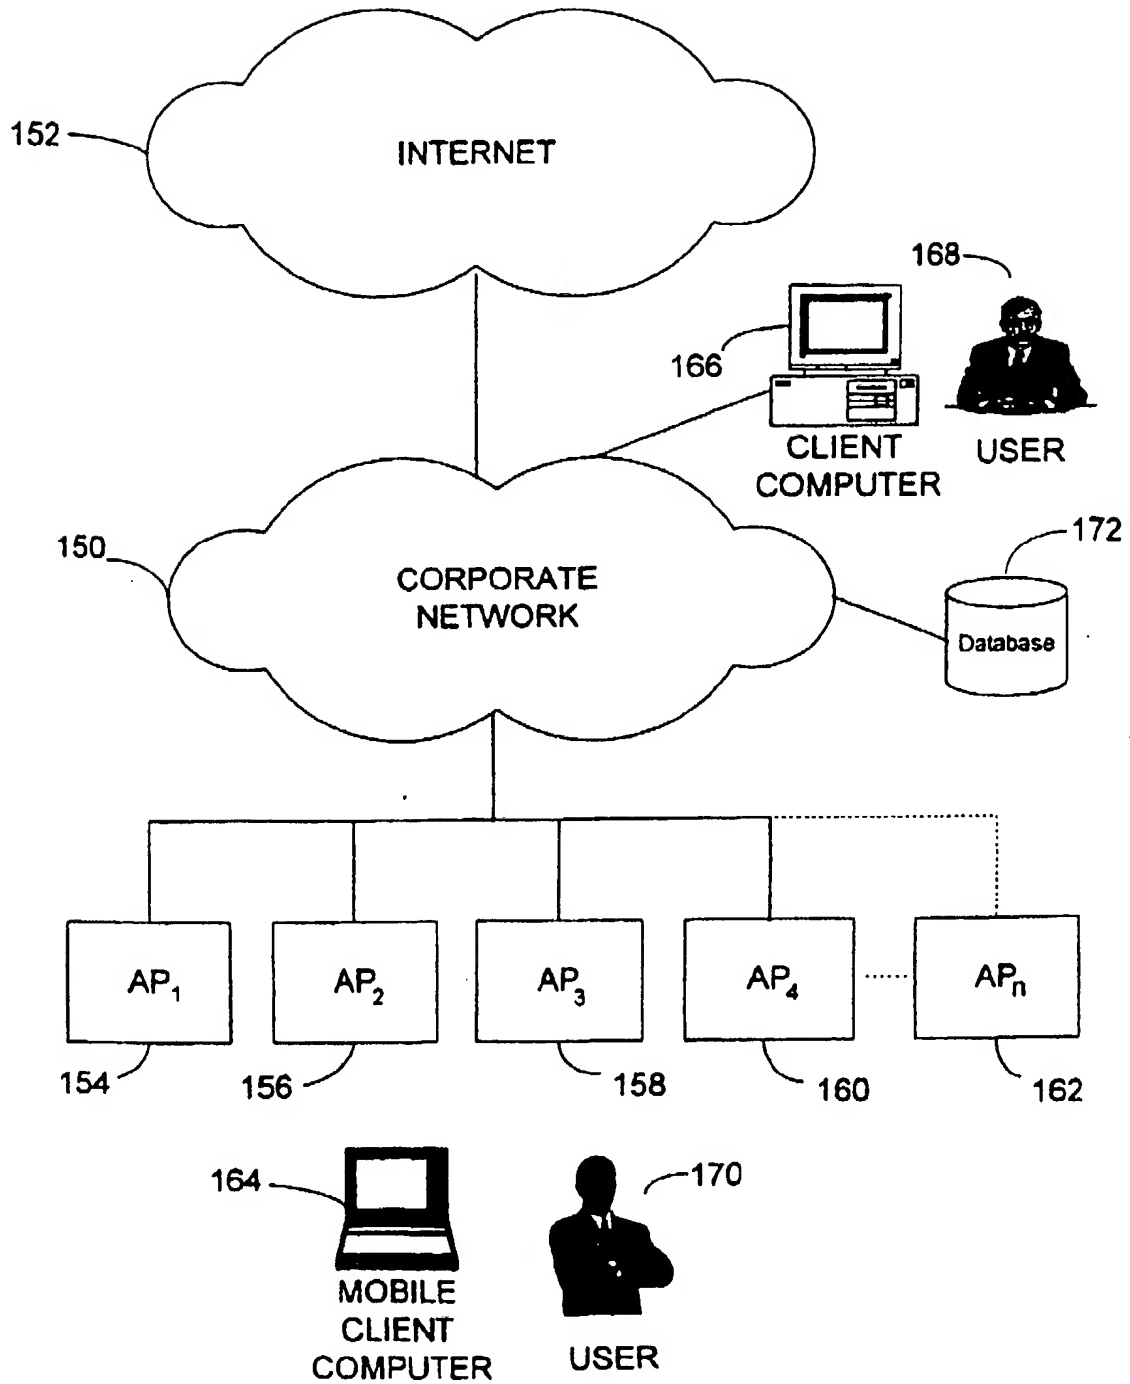 152
INTERNET
168
166
CLIENT
COMPUTER
USER
150
CORPORATE
NETWORK
172
Database
AP₁
AP₂
AP₃
AP₄
APₙ
154
156
158
160
162
164
170
MOBILE
CLIENT
COMPUTER
USER